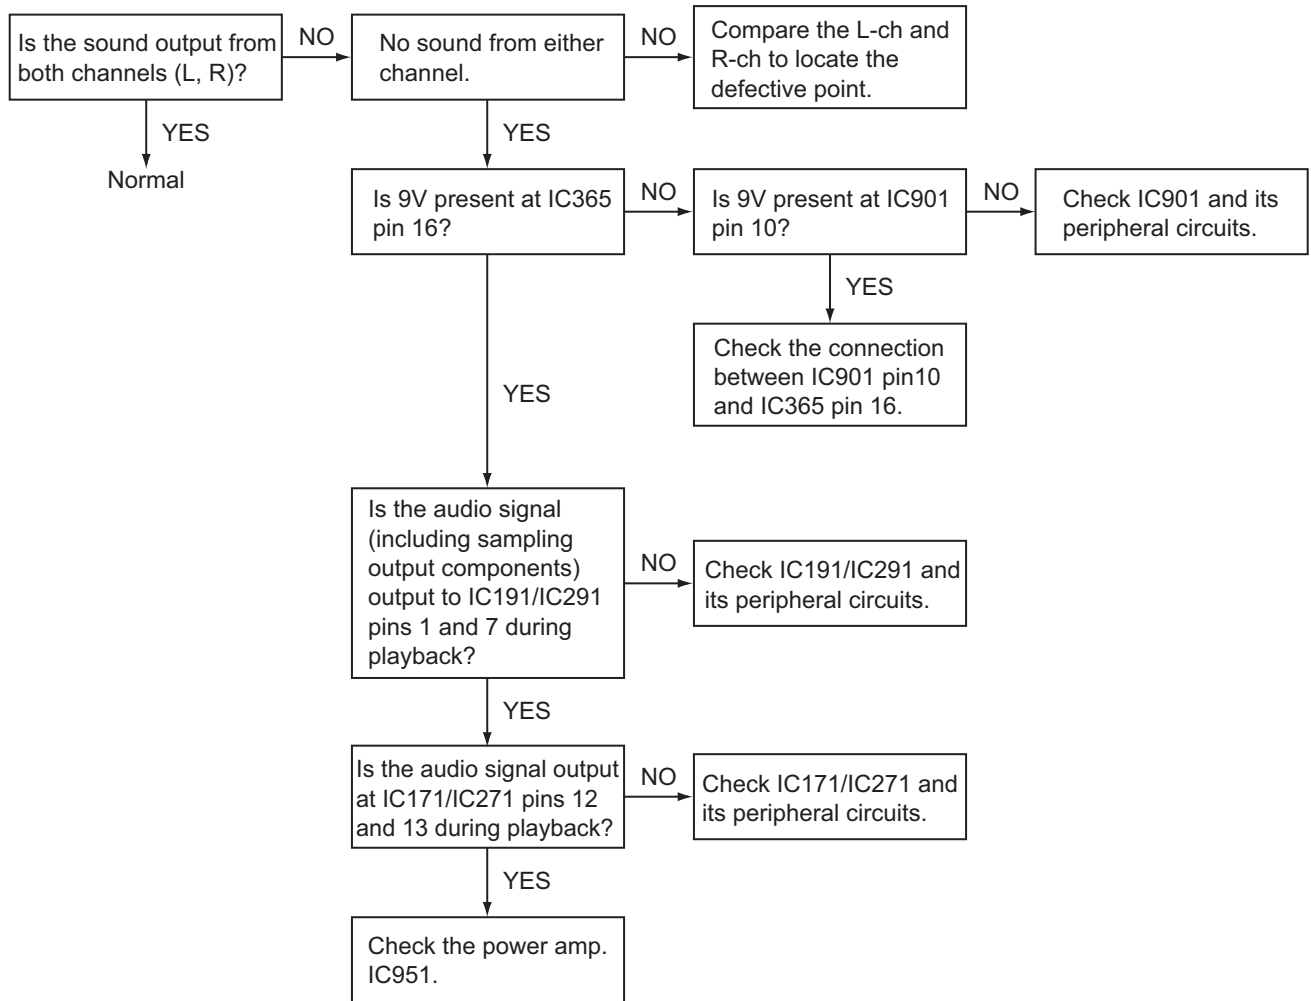 Is the sound output from
both channels (L, R)?
NO
No sound from either
channel.
NO
Compare the L-ch and
R-ch to locate the
defective point.
YES
Normal
YES
Is 9V present at IC365
pin 16?
NO
Is 9V present at IC901
pin 10?
NO
Check IC901 and its
peripheral circuits.
YES
Check the connection
between IC901 pin10
and IC365 pin 16.
YES
Is the audio signal
(including sampling
output components)
output to IC191/IC291
pins 1 and 7 during
playback?
NO
Check IC191/IC291 and
its peripheral circuits.
YES
Is the audio signal output
at IC171/IC271 pins 12
and 13 during playback?
NO
Check IC171/IC271 and
its peripheral circuits.
YES
Check the power amp.
IC951.